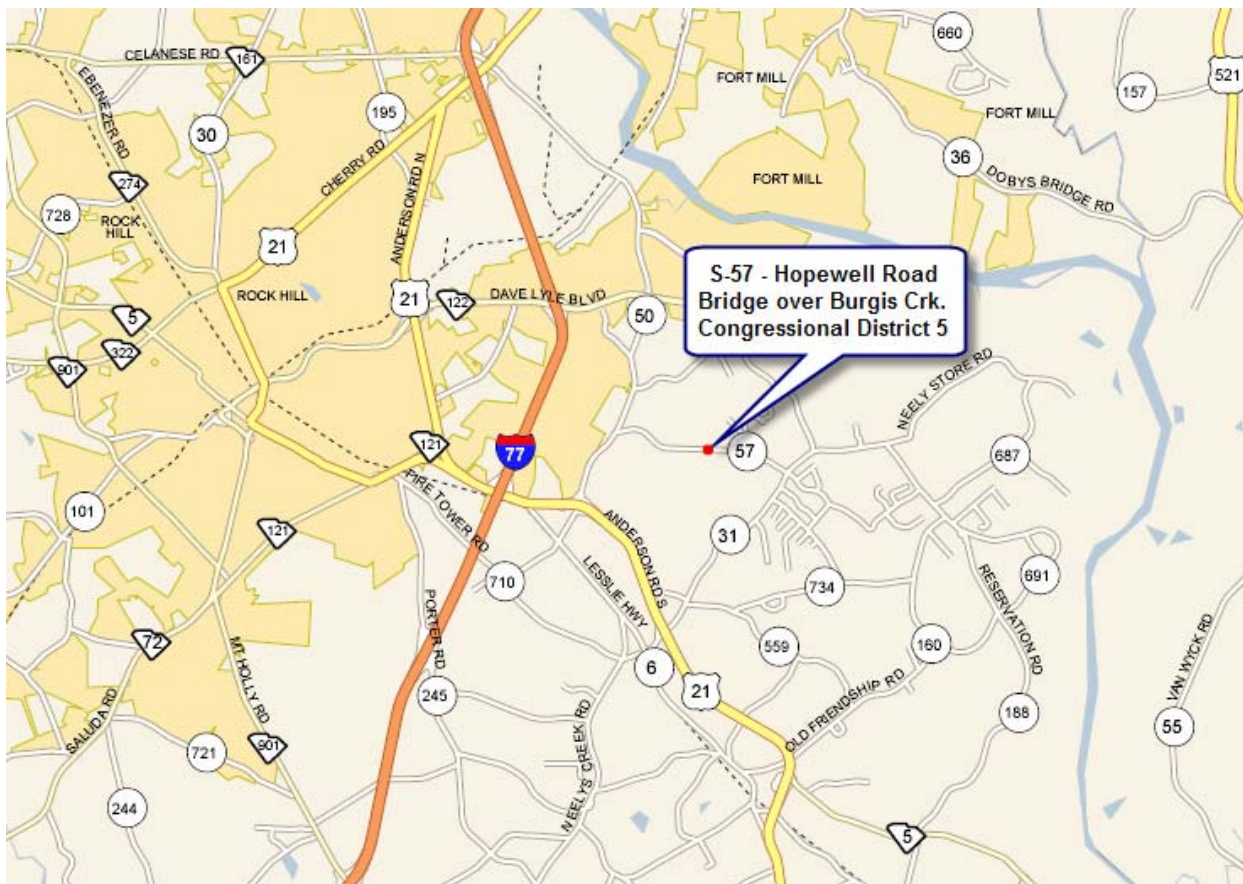 CELANESE RD
161
660
FORT MILL
521
157
FORT MILL
EBENEZER RD
195
30
CHERRY RD
ANDERSON RD N
36
FORT MILL
DOBYS BRIDGE RD
274
728
ROCK HILL
21
ROCK HILL
21
122
DAVE LYLE BLVD
50
S-57 - Hopewell Road
Bridge over Burgis Crk.
Congressional District 5
5
322
901
NEELY STORE RD
121
77
57
687
FIRE TOWER RD
101
121
ANDERSON RD S
31
LESSLIE HWY
710
734
691
RESERVATION RD
PORTER RD
72
MT HOLLY RD
559
160
6
245
21
OLD FRIENDSHIP RD
188
VAN WYCK RD
55
SALUDA RD
721
901
NEELYS CREEK RD
244
5